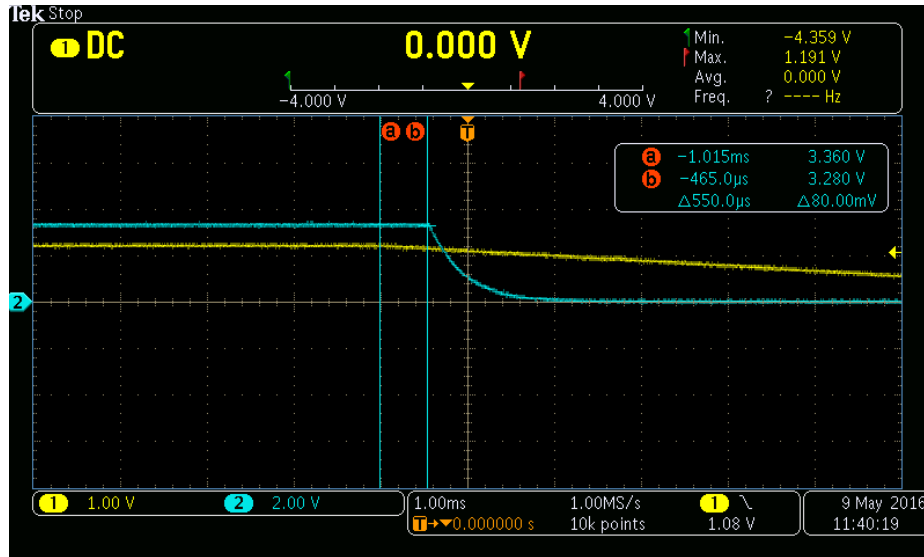 Tek Stop
1 DC
0.000 V
Min. -4.359 V
Max. 1.191 V
Avg. 0.000 V
Freq. ? ---- Hz
-4.000 V 4.000 V
a b T
a -1.015ms 3.360 V
b -465.0µs 3.280 V
Δ550.0µs Δ80.00mV
2
1 1.00 V 2 2.00 V
1.00ms 1.00MS/s 1 \ 
T→▼0.000000 s 10k points 1.08 V
9 May 2016
11:40:19